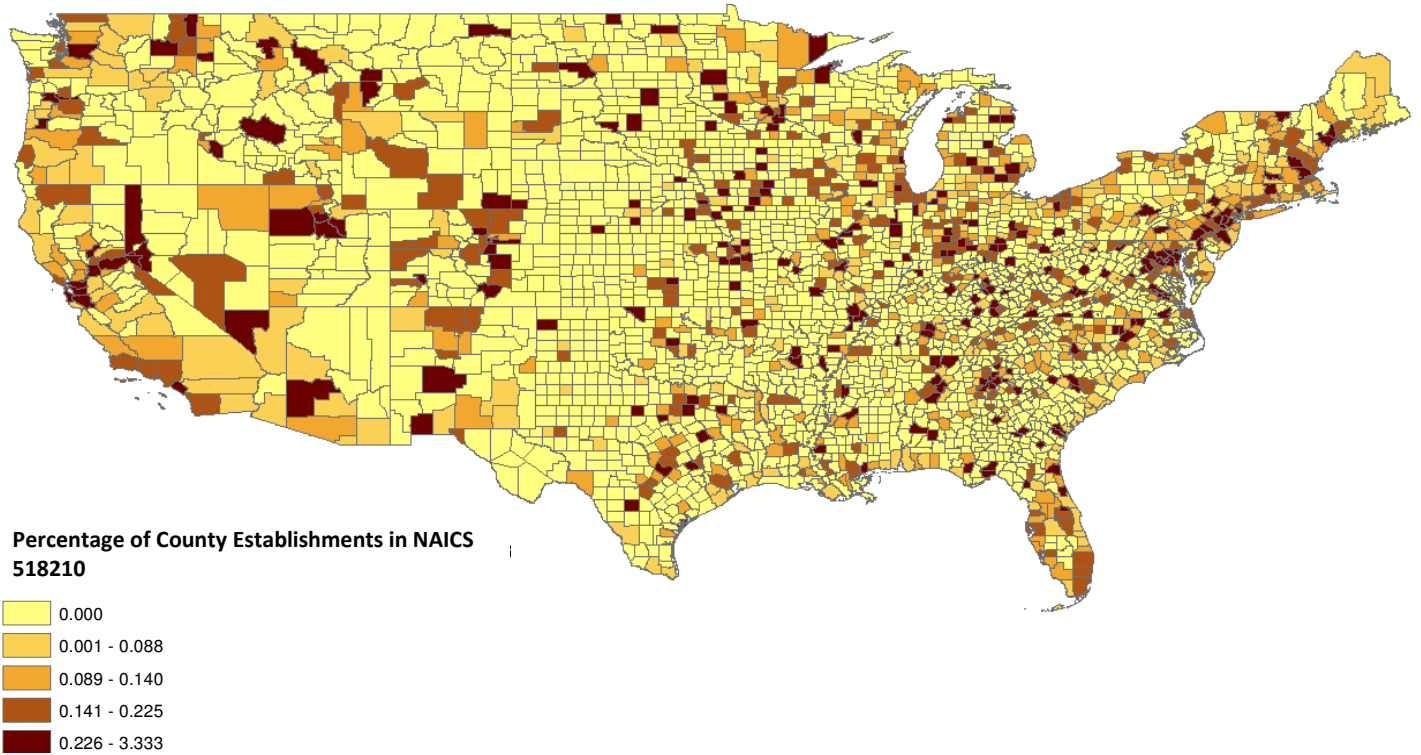 Percentage of County Establishments in NAICS
518210
0.000
0.001 - 0.088
0.089 - 0.140
0.141 - 0.225
0.226 - 3.333